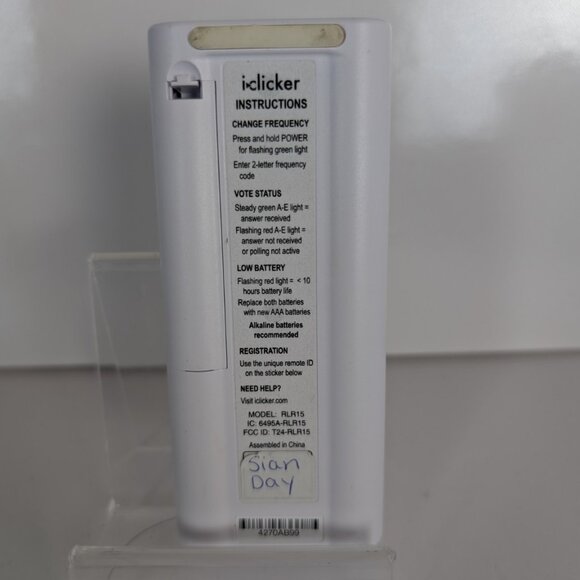 i>clicker
INSTRUCTIONS
CHANGE FREQUENCY
Press and hold POWER
for flashing green light
Enter 2-letter frequency
code
VOTE STATUS
Steady green A-E light =
answer received
Flashing red A-E light =
answer not received
or polling not active
LOW BATTERY
Flashing red light = < 10
hours battery life
Replace both batteries
with new AAA batteries
Alkaline batteries
recommended
REGISTRATION
Use the unique remote ID
on the sticker below
NEED HELP?
Visit iclicker.com
MODEL: RLR15
IC: 6495A-RLR15
FCC ID: T24-RLR15
Assembled in China
Sian
Day
4270AB99